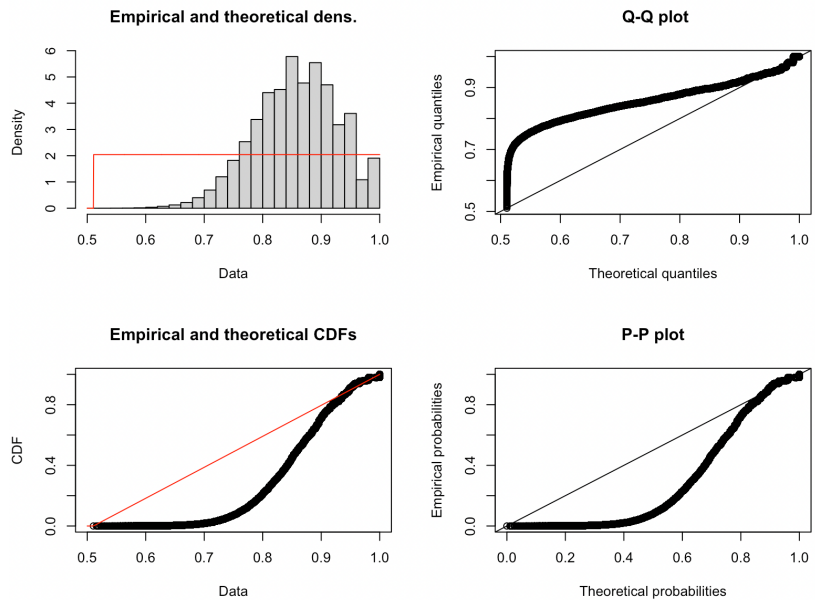 Empirical and theoretical dens.
Density
0 1 2 3 4 5 6
0.5 0.6 0.7 0.8 0.9 1.0
Data
Q-Q plot
Empirical quantiles
0.5 0.7 0.9
0.5 0.6 0.7 0.8 0.9 1.0
Theoretical quantiles
Empirical and theoretical CDFs
CDF
0.0 0.4 0.8
0.5 0.6 0.7 0.8 0.9 1.0
Data
P-P plot
Empirical probabilities
0.0 0.4 0.8
0.0 0.2 0.4 0.6 0.8 1.0
Theoretical probabilities